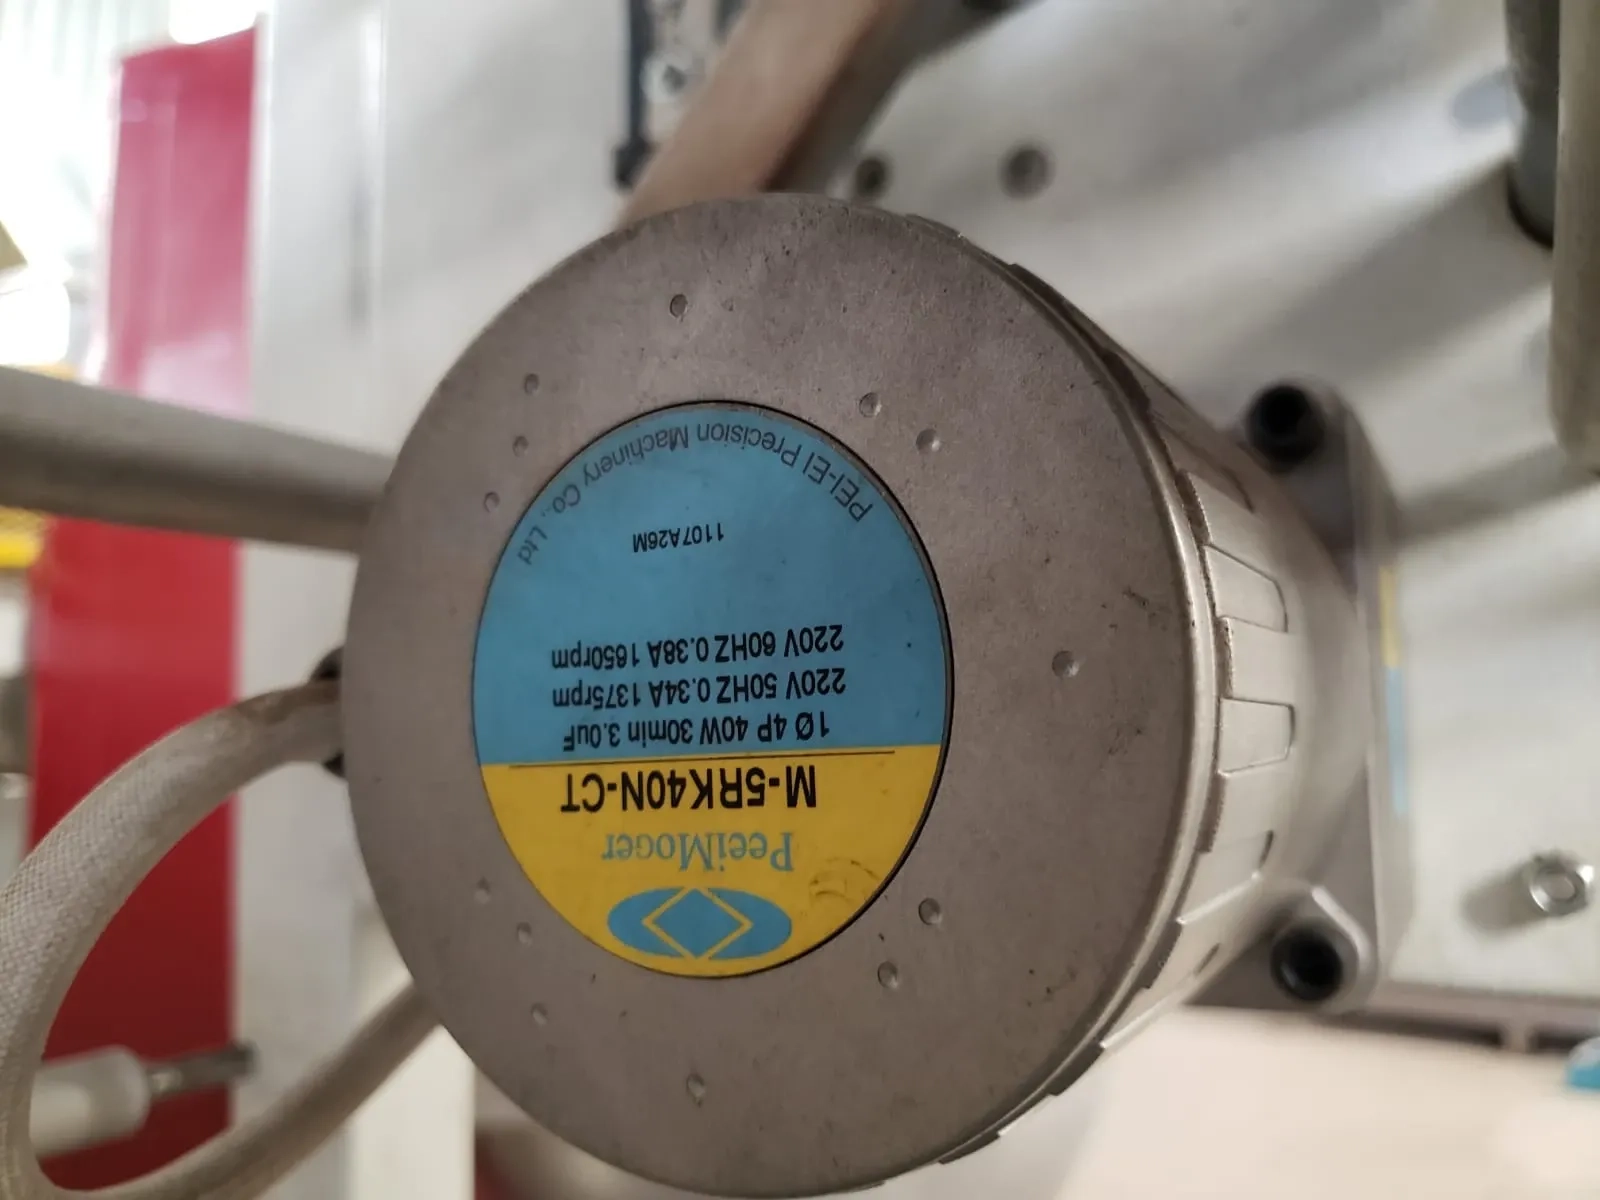 PeeiMoger
M-5RK40N-CT
1Ø 4P 40W 30min 3.0uF
220V 50HZ 0.34A 1375rpm
220V 60HZ 0.38A 1650rpm
1107A26M
PEI-EI Precision Machinery Co., Ltd